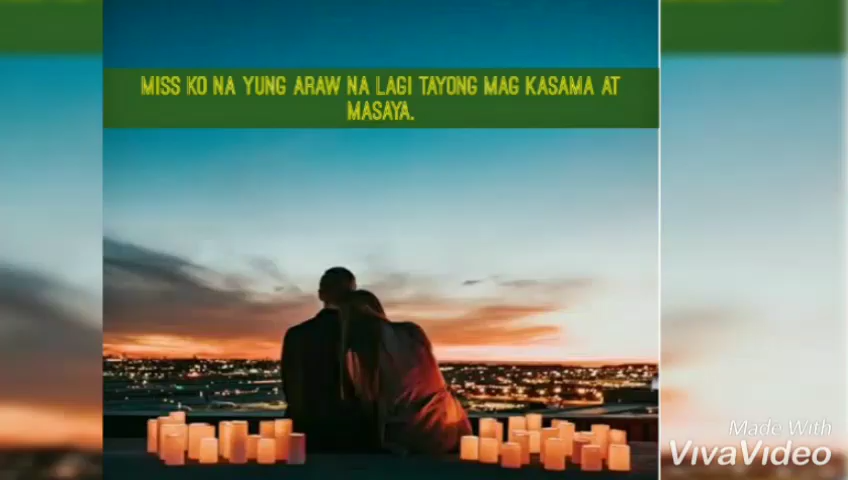 MISS KO NA YUNG ARAW NA LAGI TAYONG MAG KASAMA AT
MASAYA.
Made With
VivaVideo